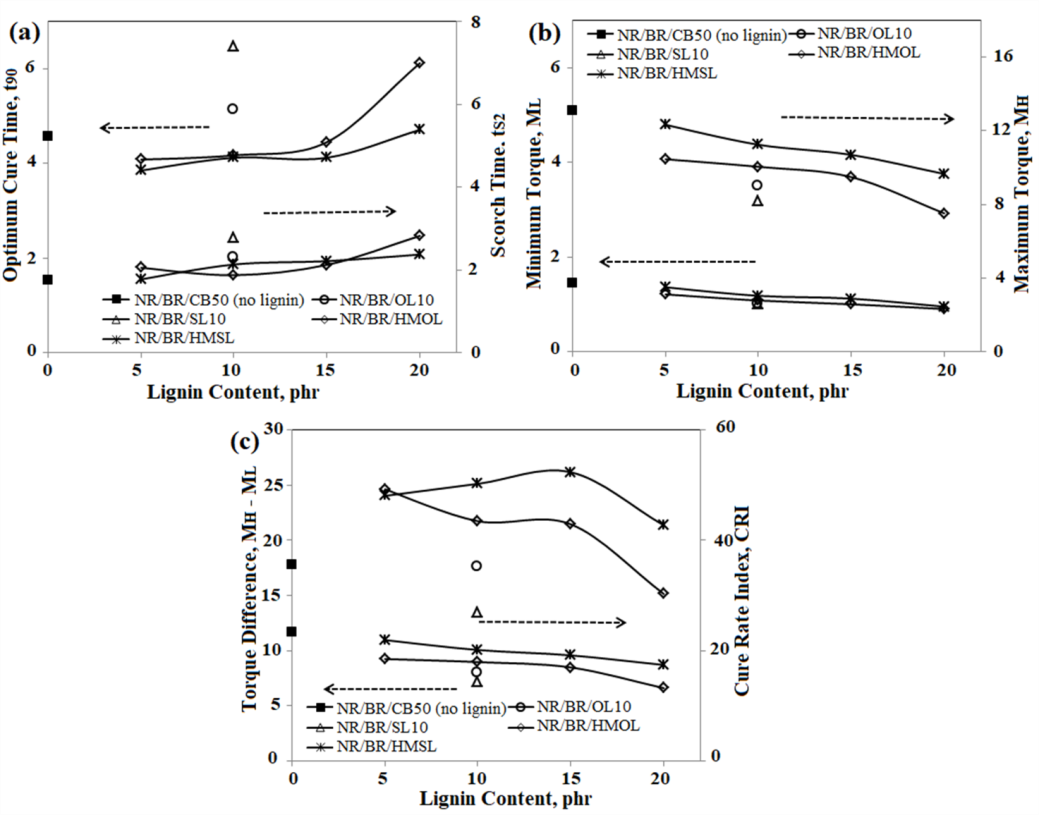 (a)
Optimum Cure Time, t90
6
4
2
0
8
6
4
2
0
Scorch Time. tS2
NR/BR/CB50 (no lignin) NR/BR/OL10
NR/BR/SL10 NR/BR/HMOL
NR/BR/HMSL
0 5 10 15 20
Lignin Content, phr
(b)
Minimum Torque, ML
6
4
2
0
16
12
8
4
0
Maximum Torque, MH
NR/BR/CB50 (no lignin) NR/BR/OL10
NR/BR/SL10 NR/BR/HMOL
NR/BR/HMSL
0 5 10 15 20
Lignin Content, phr
(c)
Torque Difference, MH - ML
30
25
20
15
10
5
0
60
40
20
0
Cure Rate Index, CRI
NR/BR/CB50 (no lignin) NR/BR/OL10
NR/BR/SL10 NR/BR/HMOL
NR/BR/HMSL
0 5 10 15 20
Lignin Content, phr